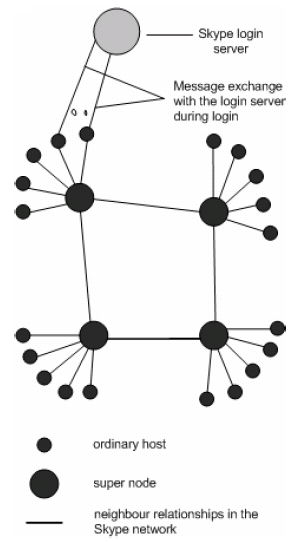 Skype login
server
Message exchange
with the login server
during login
ordinary host
super node
neighbour relationships in the
Skype network